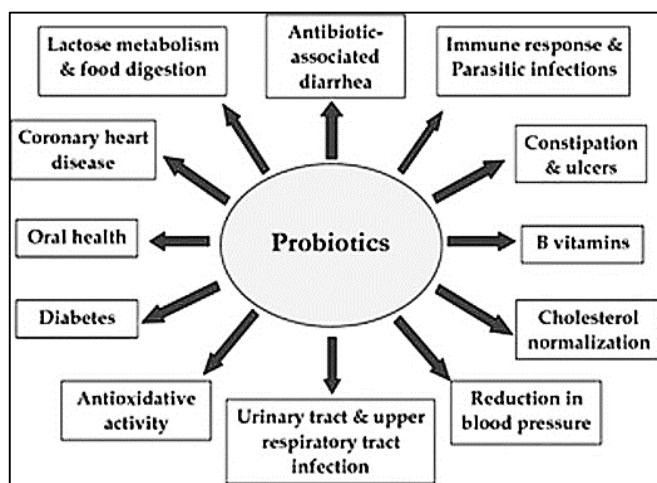 Lactose metabolism
& food digestion
Antibiotic-
associated
diarrhea
Immune response &
Parasitic infections
Coronary heart
disease
Constipation
& ulcers
Oral health
Probiotics
B vitamins
Diabetes
Cholesterol
normalization
Antioxidative
activity
Urinary tract & upper
respiratory tract
infection
Reduction in
blood pressure